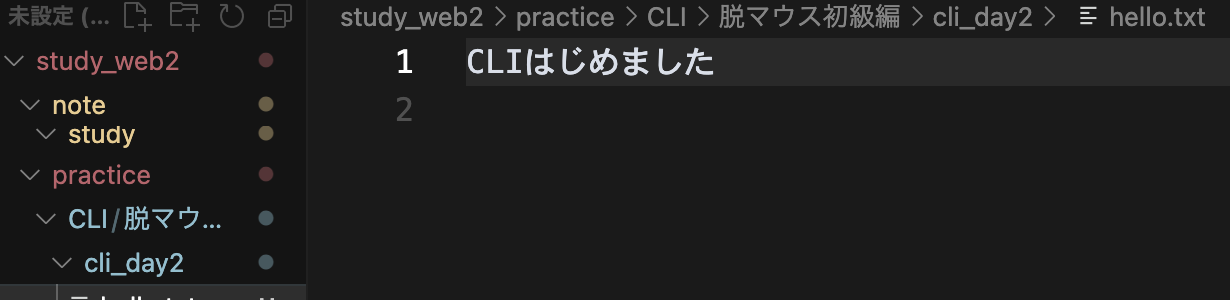 未設定 (...
study_web2
note
study
practice
CLI/脱マウ...
cli_day2
study_web2 > practice > CLI > 脱マウス初級編 > cli_day2 > hello.txt
1 CLIはじめました
2